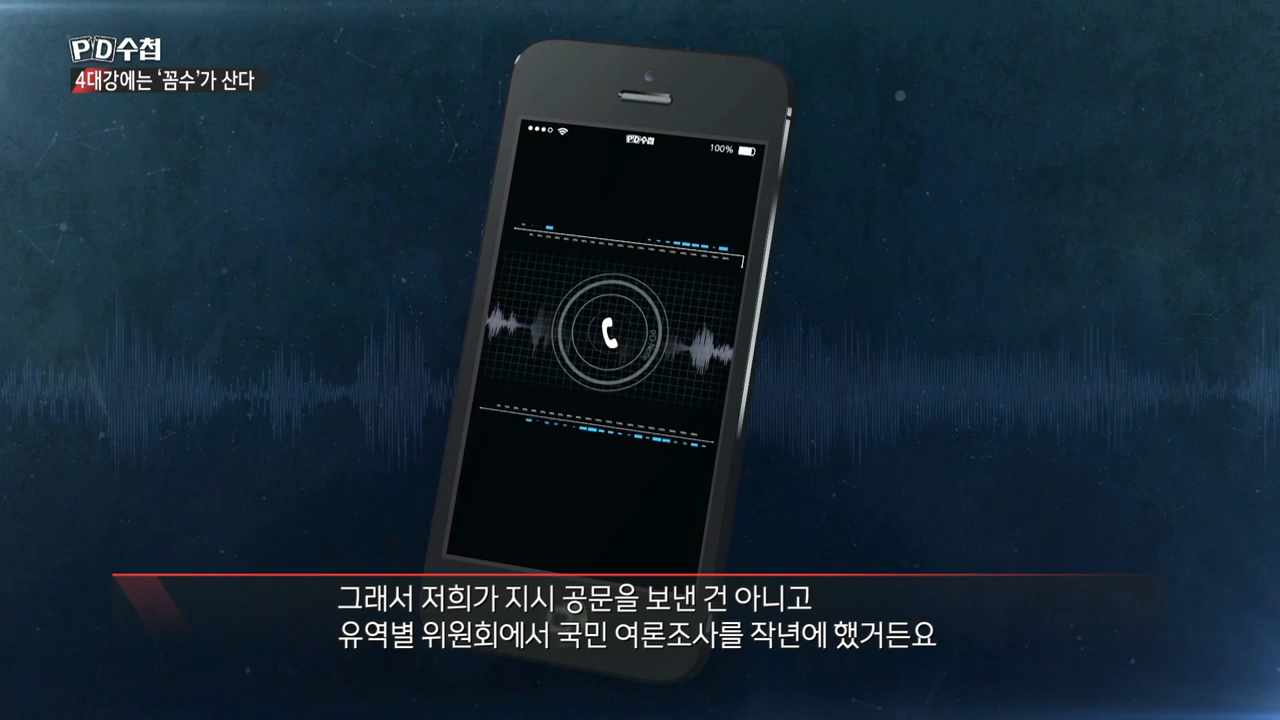 PD수첩
4대강에는 '꼼수'가 산다
PD수첩
100%
그래서 저희가 지시 공문을 보낸 건 아니고
유역별 위원회에서 국민 여론조사를 작년에 했거든요